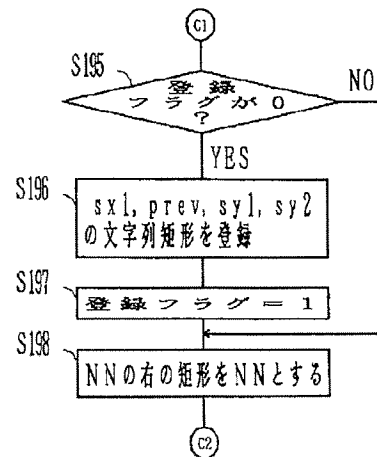 C1
S195
登録
フラグが0
?
NO
YES
S196
sx1, prev, sy1, sy2
の文字列矩形を登録
S197
登録フラグ=1
S198
NNの右の矩形をNNとする
C2